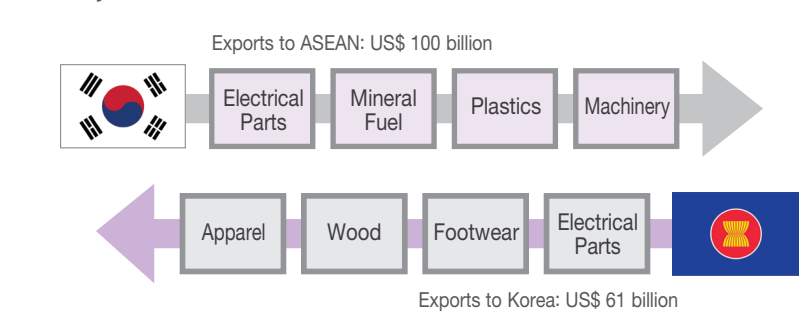 Exports to ASEAN: US$ 100 billion
Electrical
Parts
Mineral
Fuel
Plastics
Machinery
Apparel
Wood
Footwear
Electrical
Parts
Exports to Korea: US$ 61 billion